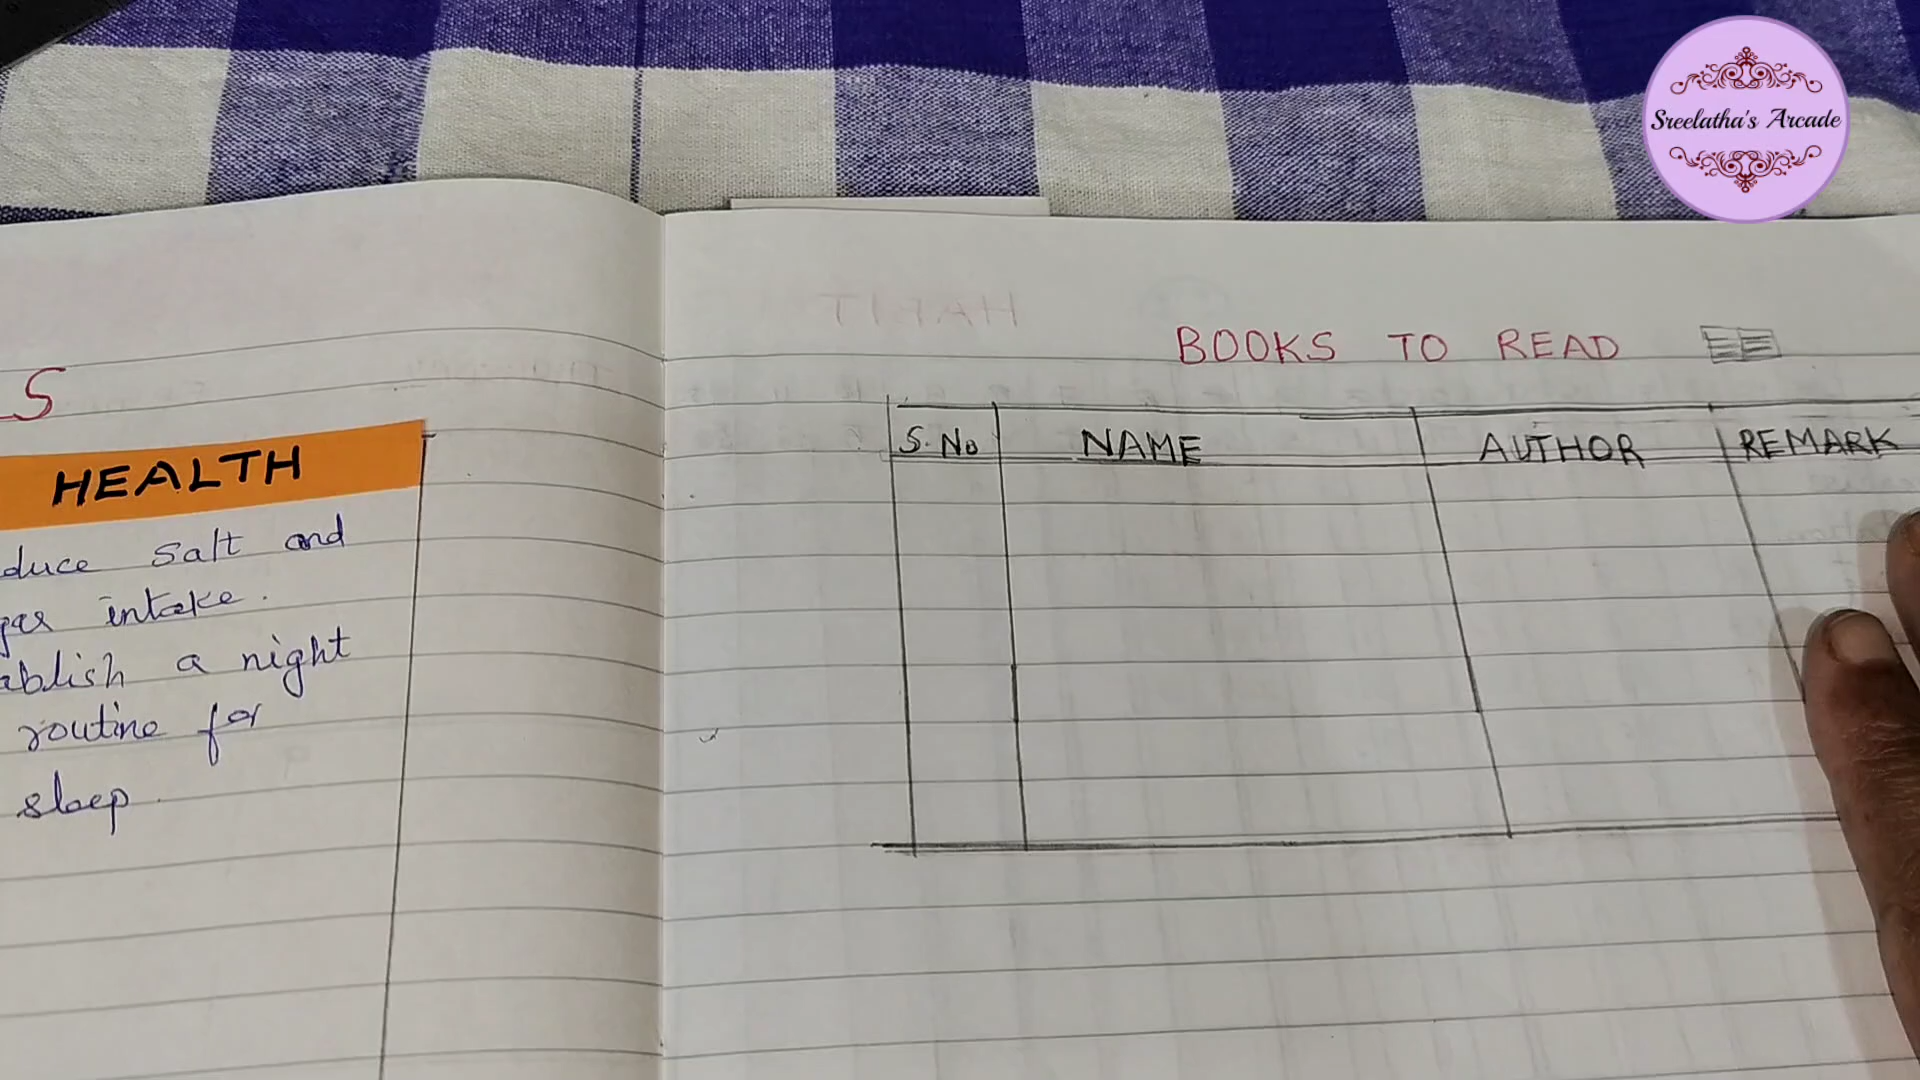 Sreelatha's Arcade
S
HEALTH
duce Salt and
gar intake.
ablish a night
routine for
sleep.
BOOKS TO READ
S.No NAME AUTHOR REMARK